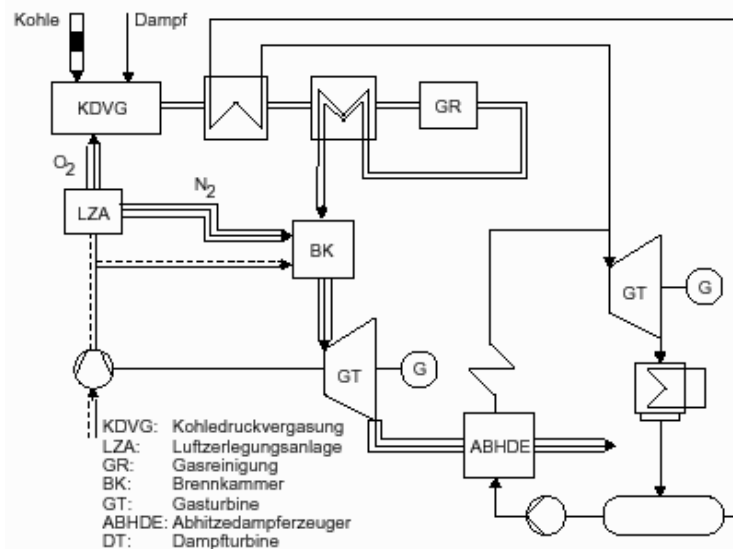 Kohle
Dampf
KDVG
GR
O2
N2
LZA
BK
GT
G
GT
G
ABHDE
KDVG: Kohledruckvergasung
LZA: Luftzerlegungsanlage
GR: Gasreinigung
BK: Brennkammer
GT: Gasturbine
ABHDE: Abhitzedampferzeuger
DT: Dampfturbine